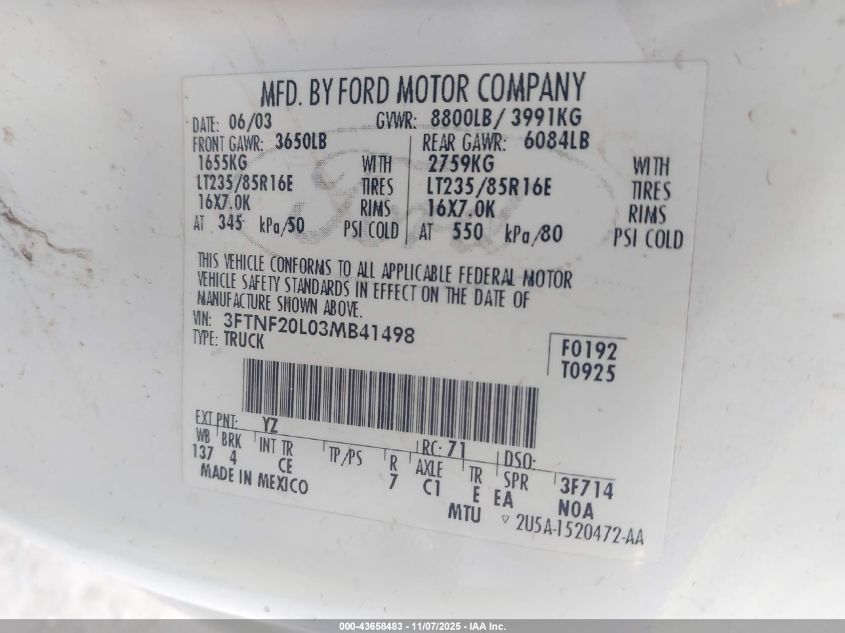 MFD. BY FORD MOTOR COMPANY
DATE: 06/03 GVWR: 8800LB/ 3991KG
FRONT GAWR: 3650LB REAR GAWR: 6084LB
1655KG WITH 2759KG WITH
LT235/85R16E TIRES LT235/85R16E TIRES
16X7.0K RIMS 16X7.0K RIMS
AT 345 kPa/50 PSI COLD AT 550 kPa/80 PSI COLD
Ford
THIS VEHICLE CONFORMS TO ALL APPLICABLE FEDERAL MOTOR
VEHICLE SAFETY STANDARDS IN EFFECT ON THE DATE OF
MANUFACTURE SHOWN ABOVE.
VIN: 3FTNF20L03MB41498
TYPE: TRUCK
F0192
T0925
EXT PNT: YZ RC: 71 DSO:
WB BRK INT TR TP/PS R AXLE TR SPR 3F714
137 4 CE 7 C1 E EA NOA
MADE IN MEXICO MTU ▽ 2U5A-1520472-AA
000-43658483 - 11/07/2025 - IAA Inc.